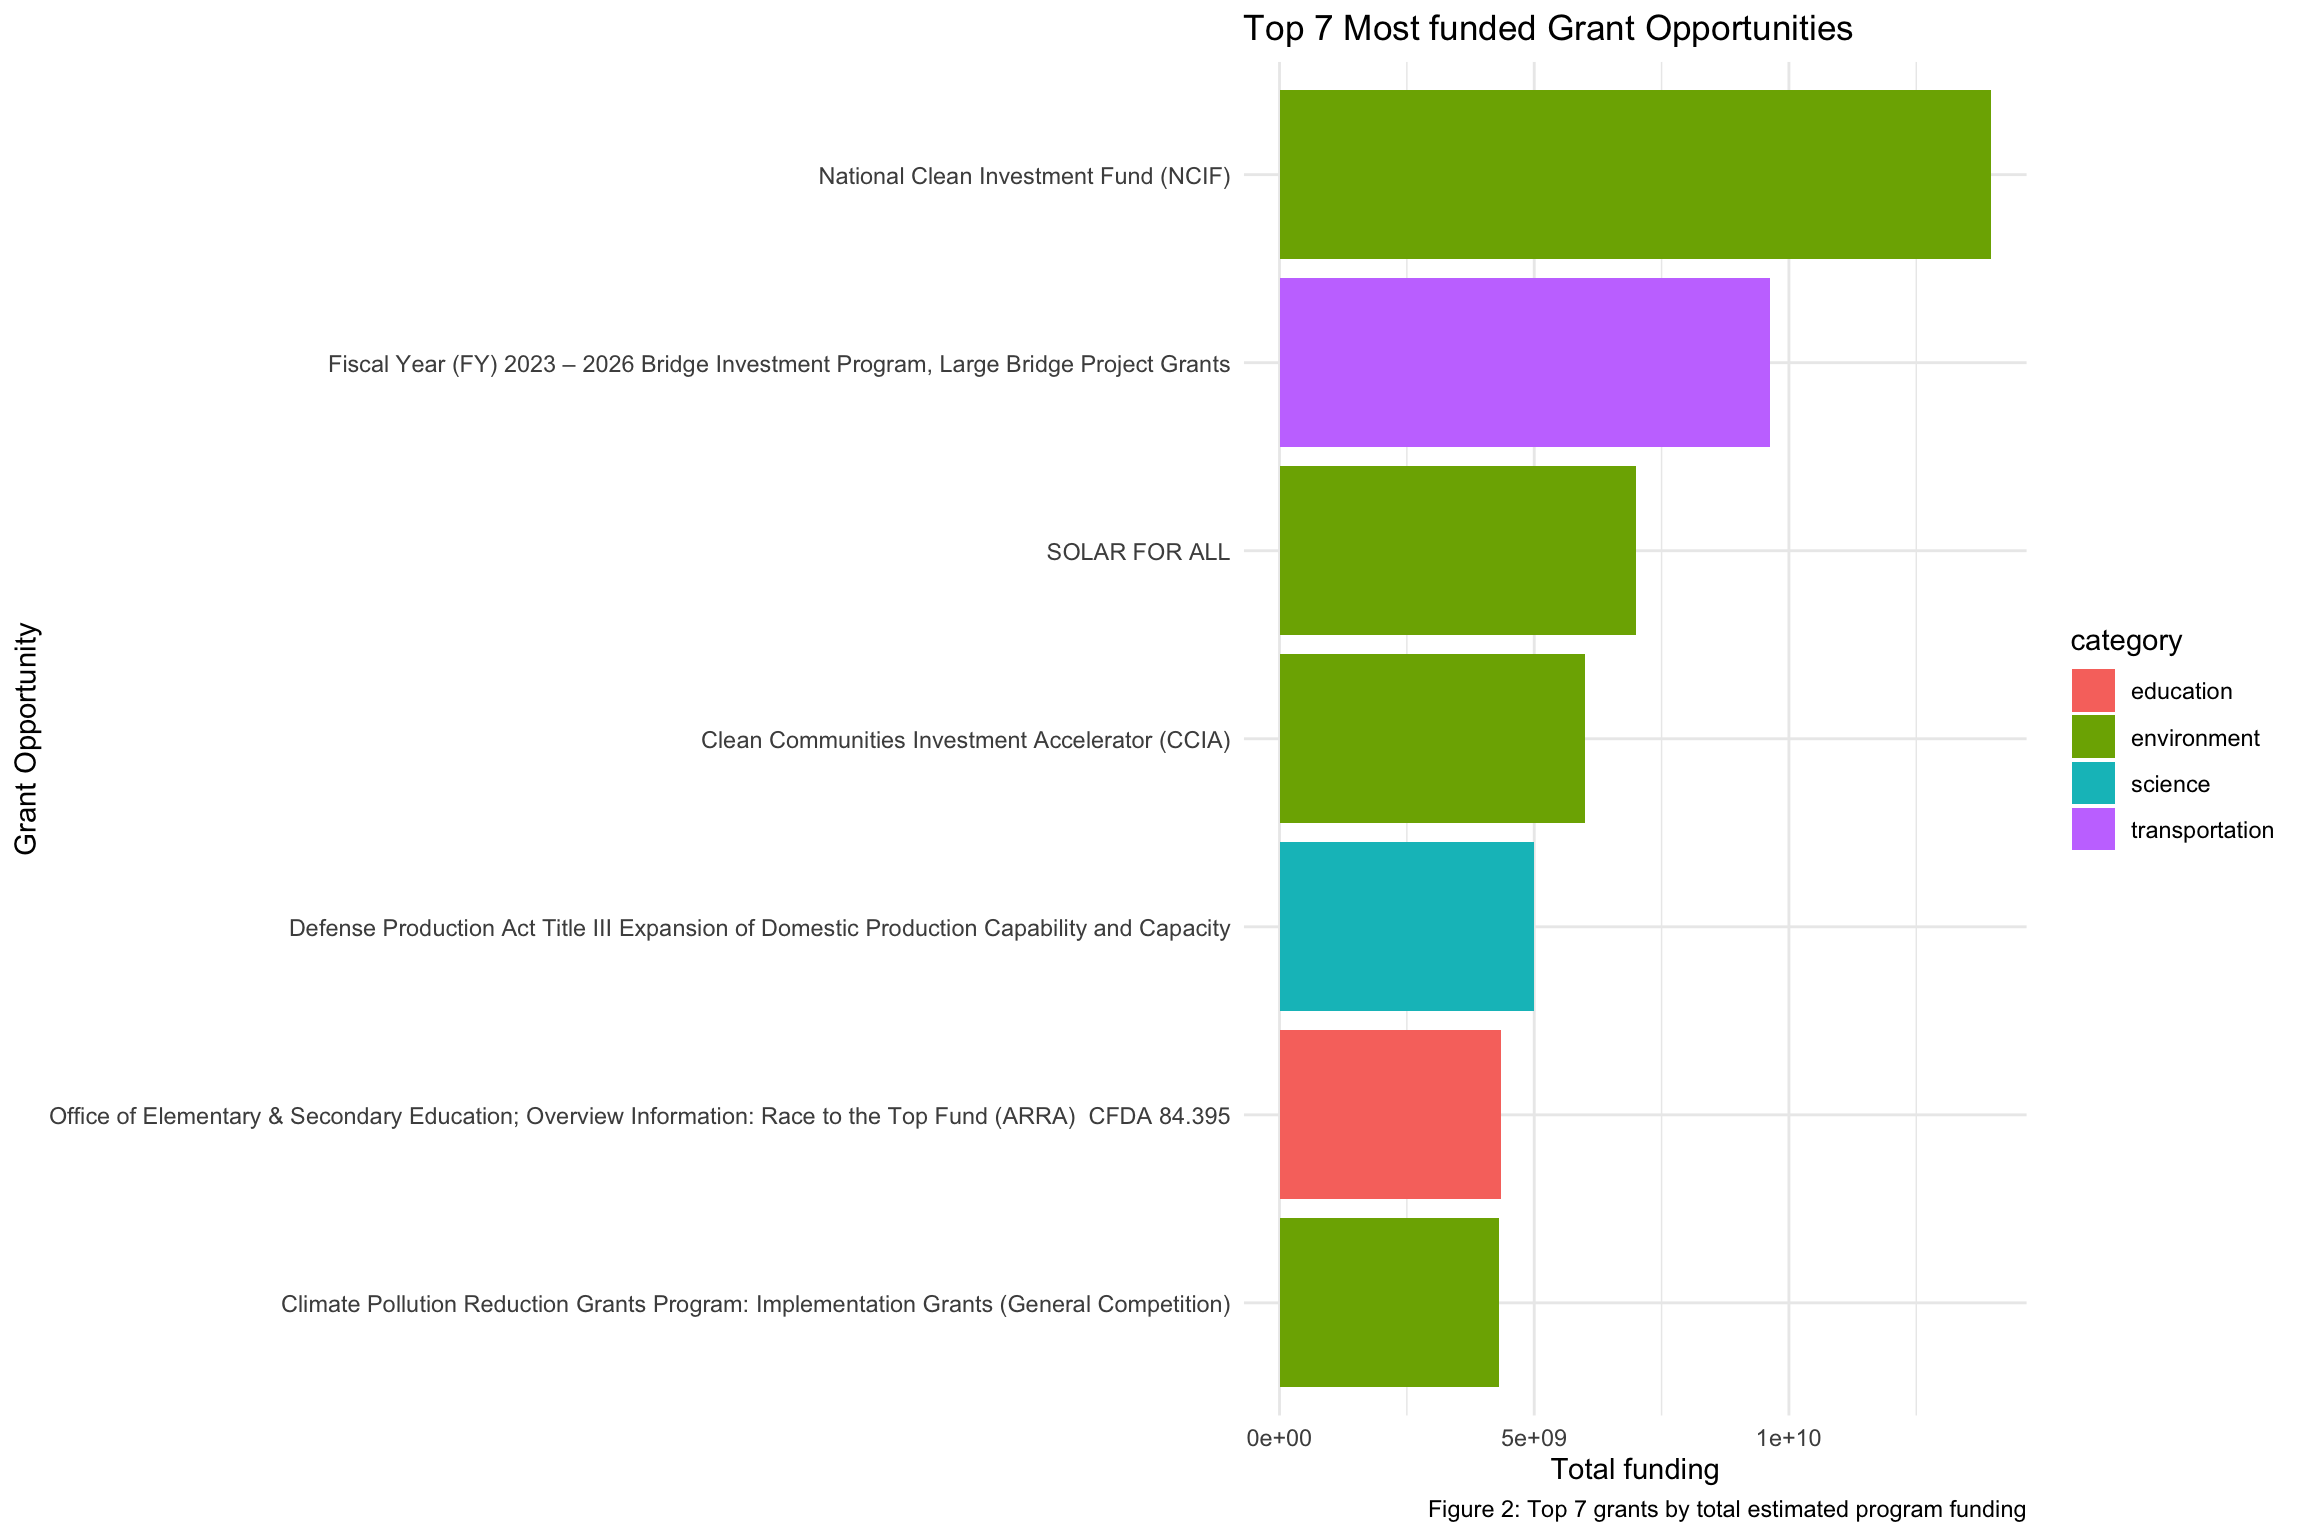 Top 7 Most funded Grant Opportunities
National Clean Investment Fund (NCIF)
Fiscal Year (FY) 2023 – 2026 Bridge Investment Program, Large Bridge Project Grants
SOLAR FOR ALL
Clean Communities Investment Accelerator (CCIA)
Defense Production Act Title III Expansion of Domestic Production Capability and Capacity
Office of Elementary & Secondary Education; Overview Information: Race to the Top Fund (ARRA)  CFDA 84.395
Climate Pollution Reduction Grants Program: Implementation Grants (General Competition)
Grant Opportunity
0e+00
5e+09
1e+10
Total funding
category
education
environment
science
transportation
Figure 2: Top 7 grants by total estimated program funding